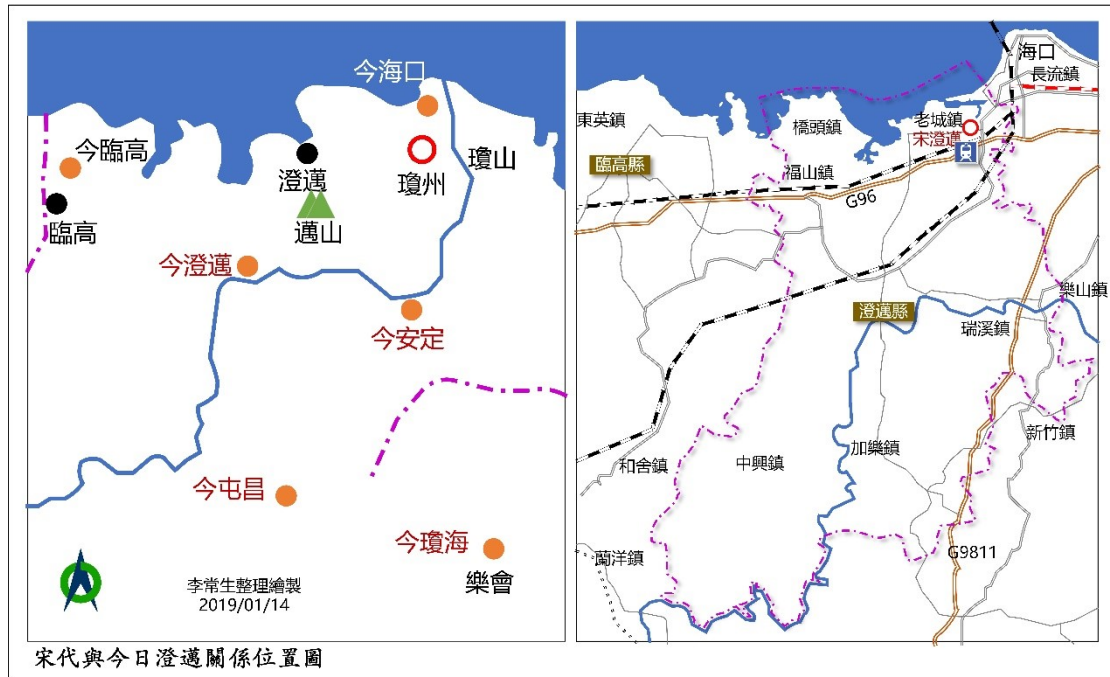 今海口
今臨高
澄邁
瓊州
瓊山
臨高
邁山
今澄邁
今安定
今屯昌
今瓊海
樂會
李常生整理繪製
2019/01/14
海口
長流鎮
東英鎮
橋頭鎮
老城鎮
宋澄邁
臨高縣
福山鎮
G96
樂山鎮
澄邁縣
瑞溪鎮
新竹鎮
加樂鎮
和舍鎮
中興鎮
G9811
蘭洋鎮
宋代與今日澄邁關係位置圖